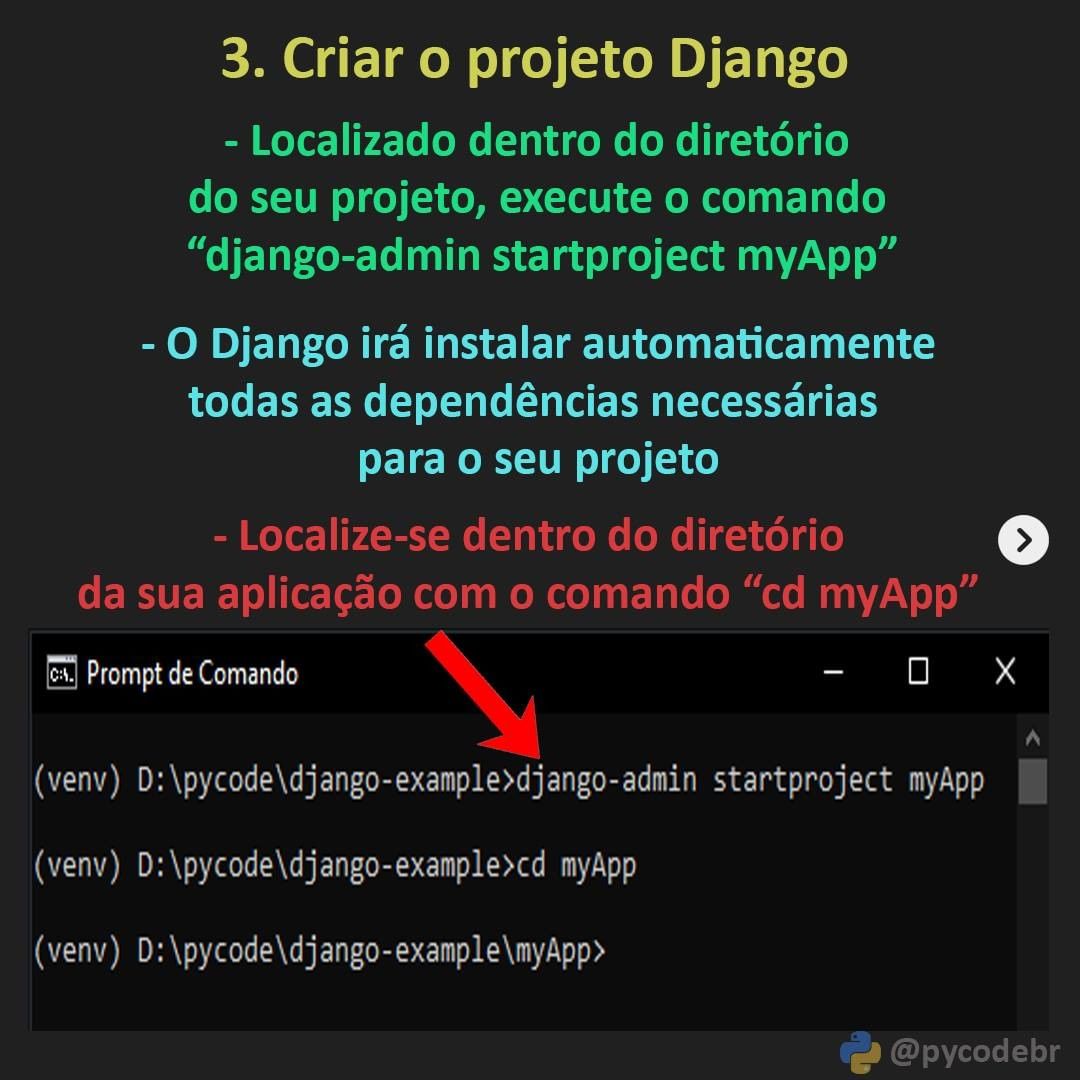 3. Criar o projeto Django
- Localizado dentro do diretório
do seu projeto, execute o comando
“django-admin startproject myApp”
- O Django irá instalar automaticamente
todas as dependências necessárias
para o seu projeto
- Localize-se dentro do diretório
da sua aplicação com o comando “cd myApp”
C:\. Prompt de Comando
(venv) D:\pycode\django-example>django-admin startproject myApp
(venv) D:\pycode\django-example>cd myApp
(venv) D:\pycode\django-example\myApp>
@pycodebr